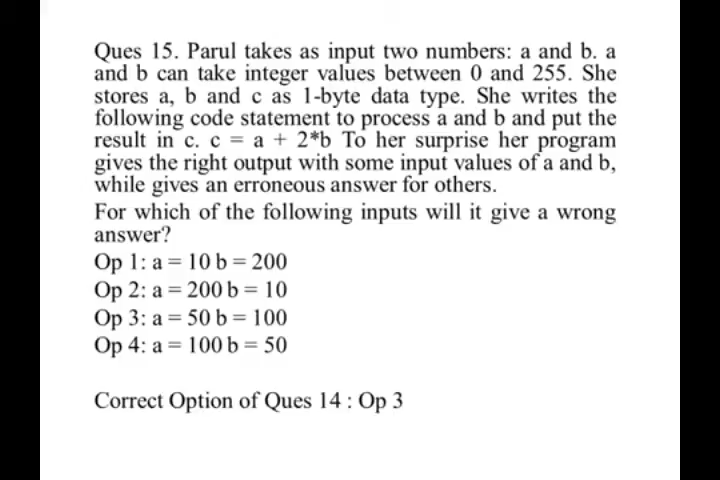 Ques 15. Parul takes as input two numbers: a and b. a
and b can take integer values between 0 and 255. She
stores a, b and c as 1-byte data type. She writes the
following code statement to process a and b and put the
result in c. c = a + 2*b To her surprise her program
gives the right output with some input values of a and b,
while gives an erroneous answer for others.
For which of the following inputs will it give a wrong
answer?
Op 1: a = 10 b = 200
Op 2: a = 200 b = 10
Op 3: a = 50 b = 100
Op 4: a = 100 b = 50
Correct Option of Ques 14 : Op 3